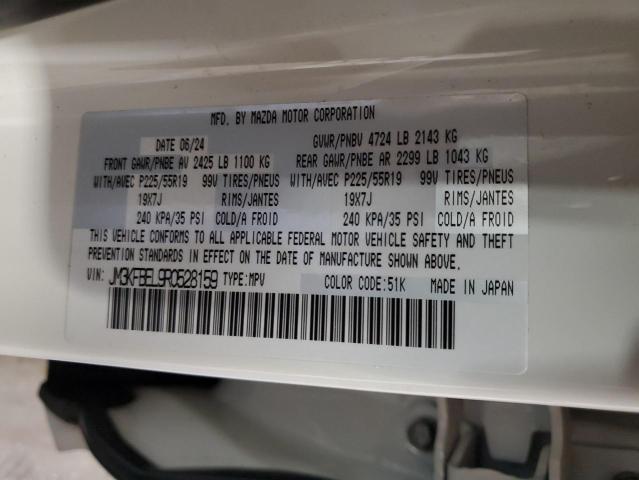 MFD. BY MAZDA MOTOR CORPORATION
DATE 06/24 GVWR/PNBV 4724 LB 2143 KG
FRONT GAWR/PNBE AV 2425 LB 1100 KG REAR GAWR/PNBE AR 2299 LB 1043 KG
WITH/AVEC P225/55R19 99V TIRES/PNEUS WITH/AVEC P225/55R19 99V TIRES/PNEUS
19X7J RIMS/JANTES 19X7J RIMS/JANTES
240 KPA/35 PSI COLD/A FROID 240 KPA/35 PSI COLD/A FROID
THIS VEHICLE CONFORMS TO ALL APPLICABLE FEDERAL MOTOR VEHICLE SAFETY AND THEFT
PREVENTION STANDARDS IN EFFECT ON THE DATE OF MANUFACTURE SHOWN ABOVE.
VIN: JM3KFBEL9R0528159 TYPE:MPV COLOR CODE:51K MADE IN JAPAN